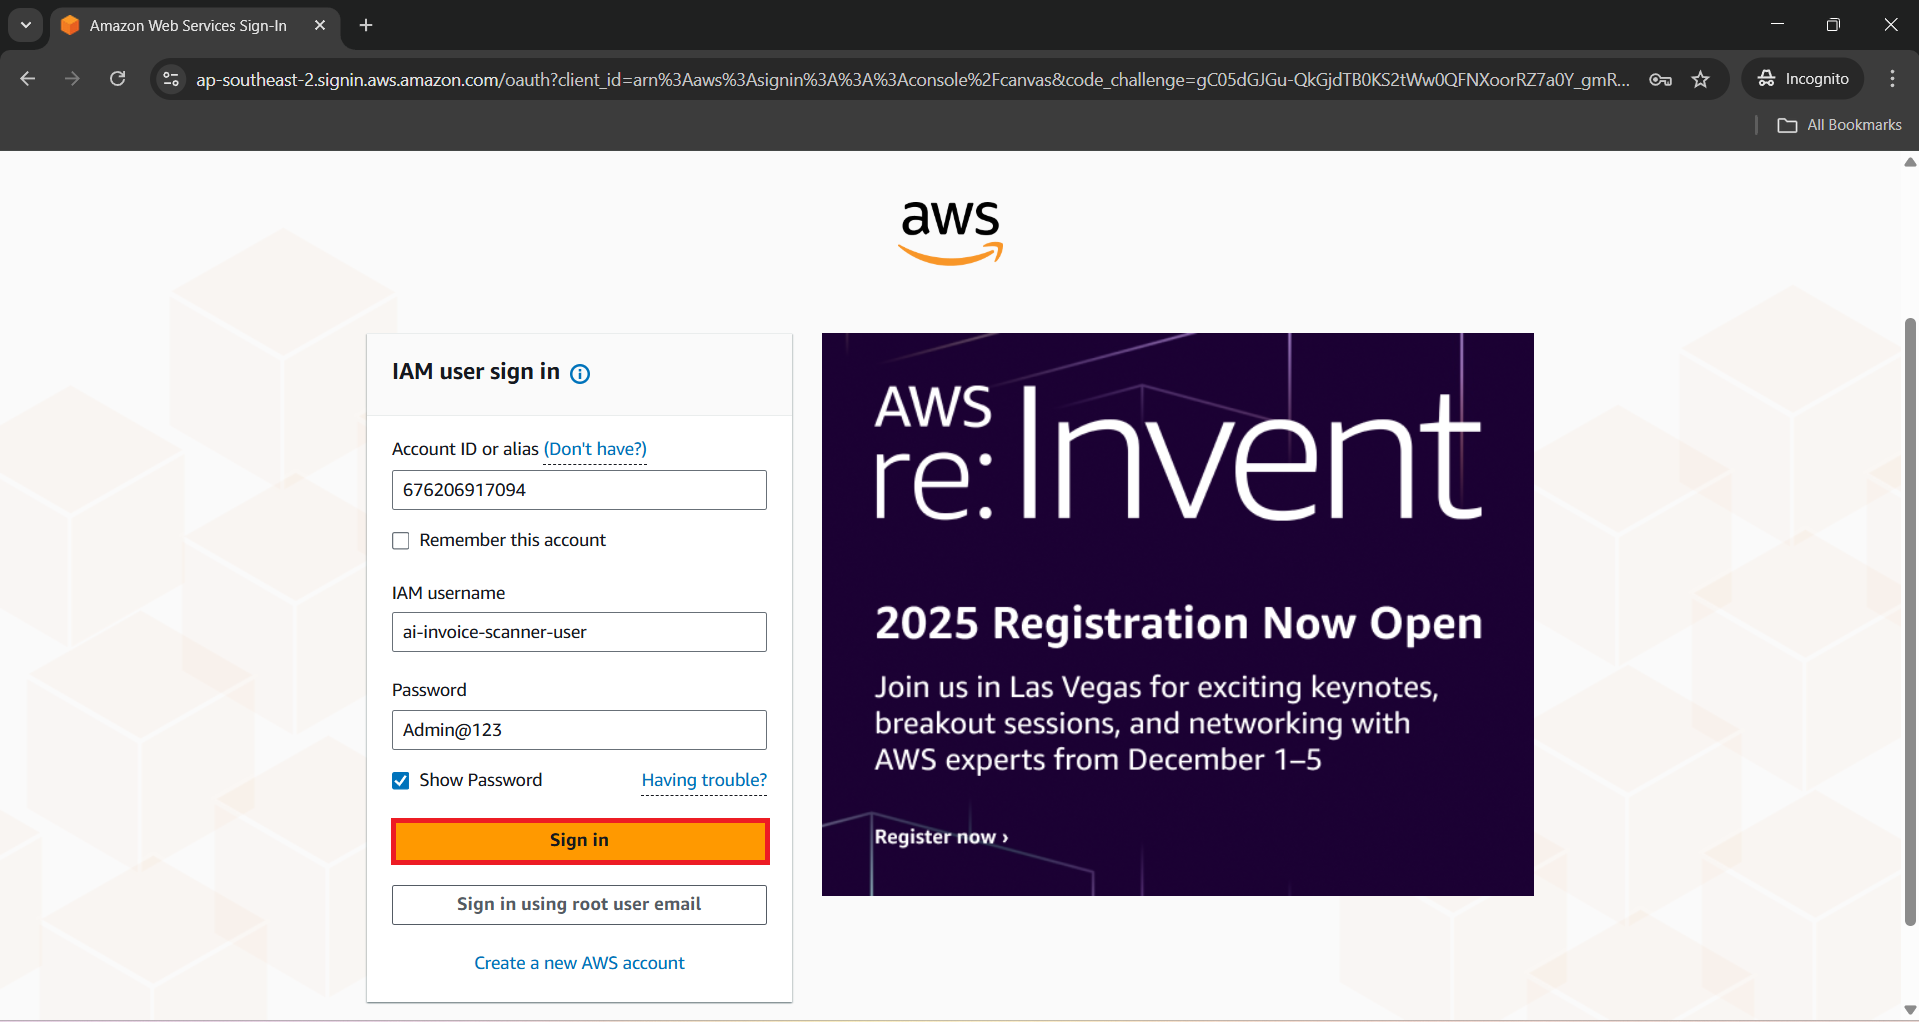 Amazon Web Services Sign-In
ap-southeast-2.signin.aws.amazon.com/oauth?client_id=arn%3Aaws%3Asignin%3A%3A%3Aconsole%2Fcanvas&code_challenge=gC05dGJGu-QkGjdTB0KS2tWw0QFNXoorRZ7a0Y_gmR...
Incognito
All Bookmarks
aws
IAM user sign in
Account ID or alias (Don't have?)
676206917094
Remember this account
IAM username
ai-invoice-scanner-user
Password
Admin@123
Show Password
Having trouble?
Sign in
Sign in using root user email
Create a new AWS account
AWS
re:Invent
2025 Registration Now Open
Join us in Las Vegas for exciting keynotes,
breakout sessions, and networking with
AWS experts from December 1–5
Register now ›